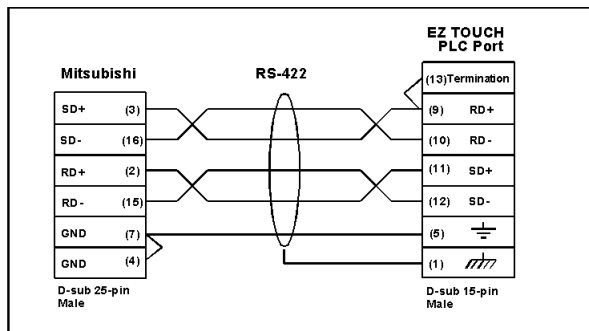 EZ TOUCH
PLC Port
Mitsubishi
RS-422
(13)Termination
SD+ (3)
(9) RD+
SD- (16)
(10) RD-
RD+ (2)
(11) SD+
RD- (15)
(12) SD-
GND (7)
(5)
GND (4)
(1)
D-sub 25-pin
Male
D-sub 15-pin
Male